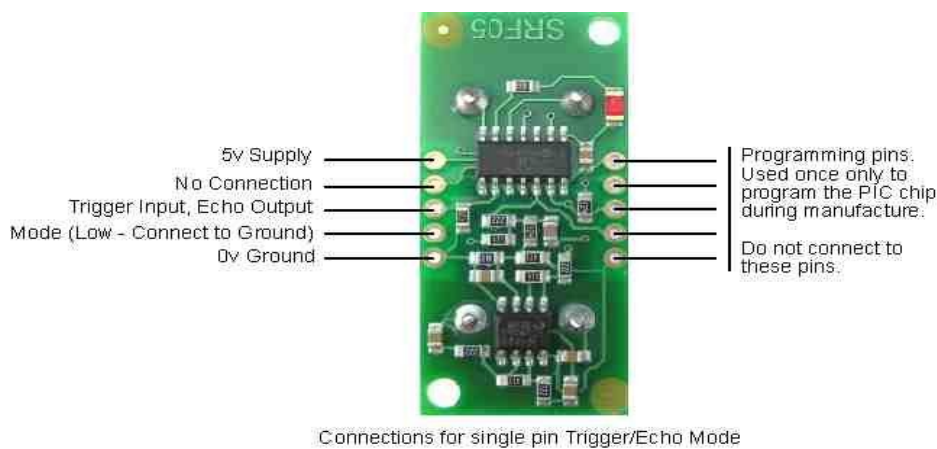 SRF05
5v Supply
No Connection
Trigger Input, Echo Output
Mode (Low - Connect to Ground)
0v Ground
Programming pins.
Used once only to
program the PIC chip
during manufacture.
Do not connect to
these pins.
Connections for single pin Trigger/Echo Mode